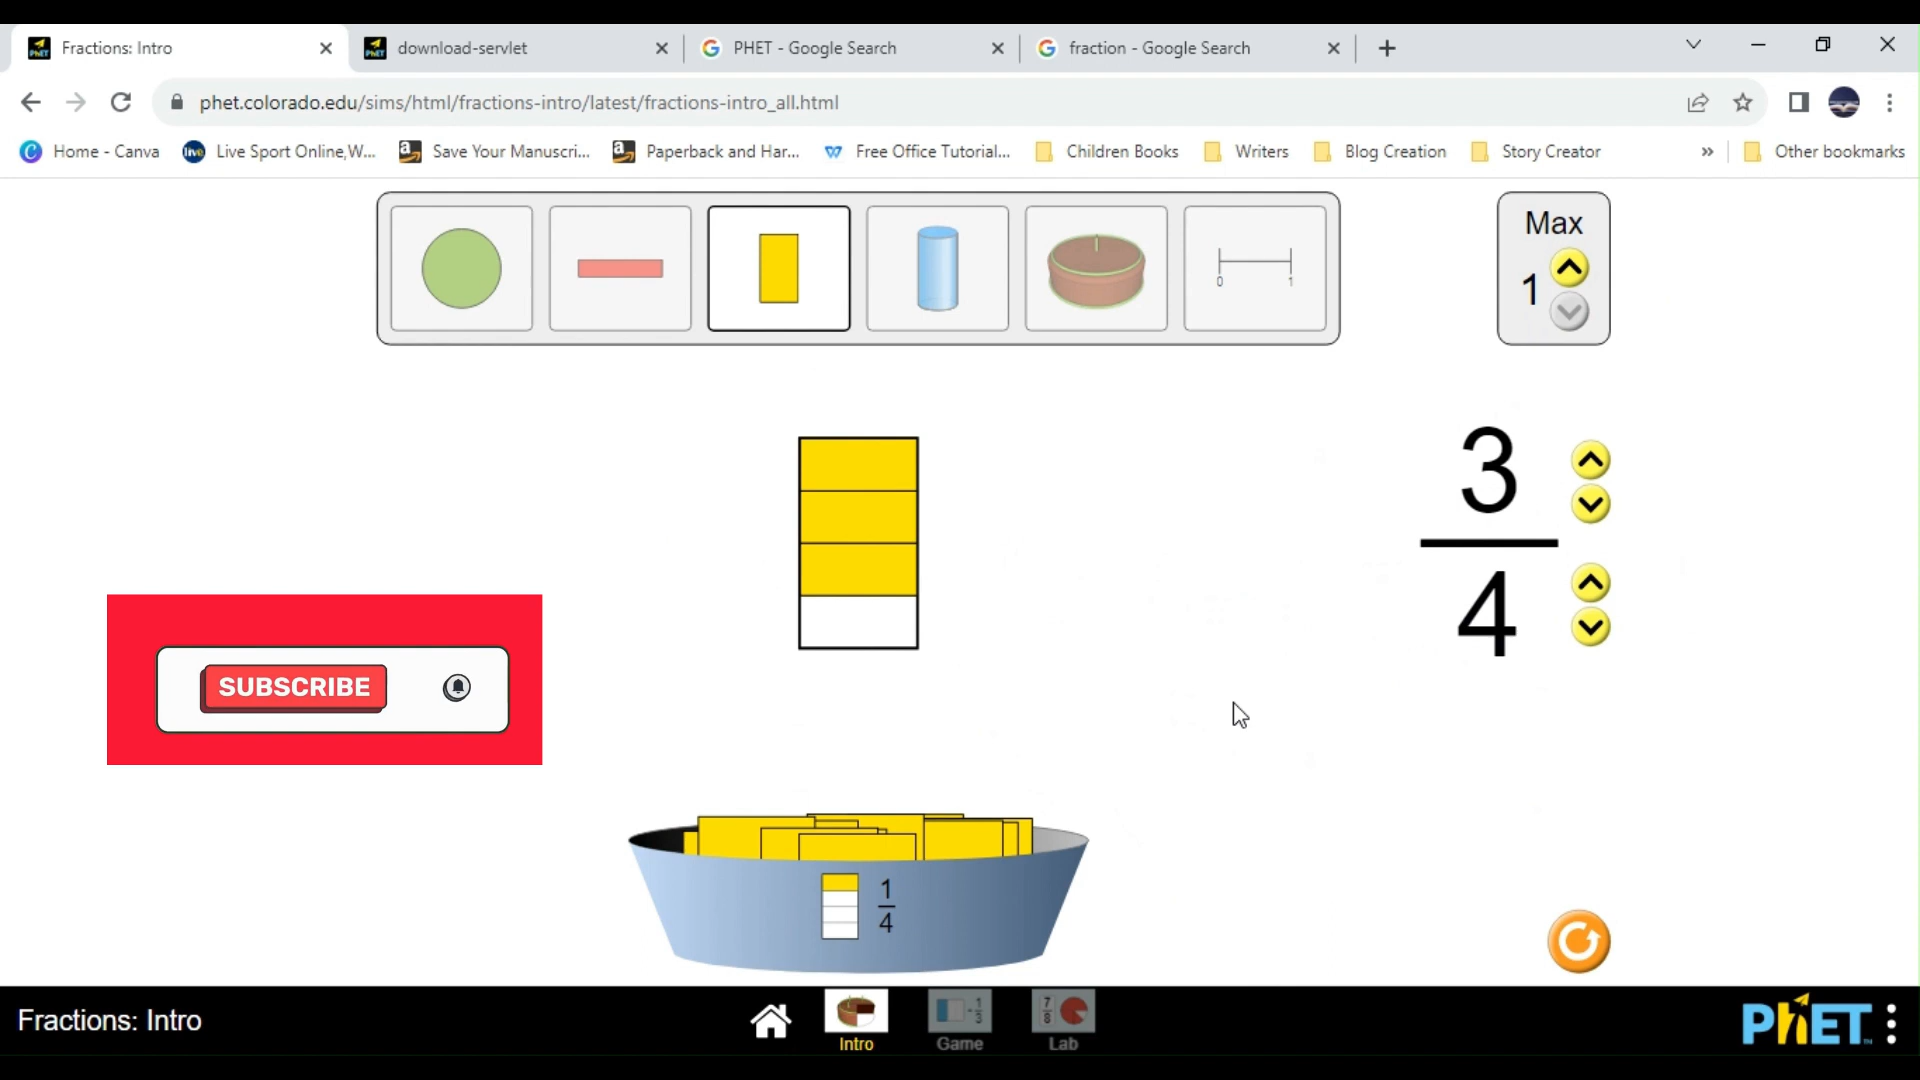 Fractions: Intro
download-servlet
PHET - Google Search
fraction - Google Search
phet.colorado.edu/sims/html/fractions-intro/latest/fractions-intro_all.html
Home - Canva
Live Sport Online,W...
Save Your Manuscri...
Paperback and Har...
Free Office Tutorial...
Children Books
Writers
Blog Creation
Story Creator
»
Other bookmarks
0 1
Max
1
3
4
SUBSCRIBE
1
4
Fractions: Intro
Intro
Game
Lab
PhET